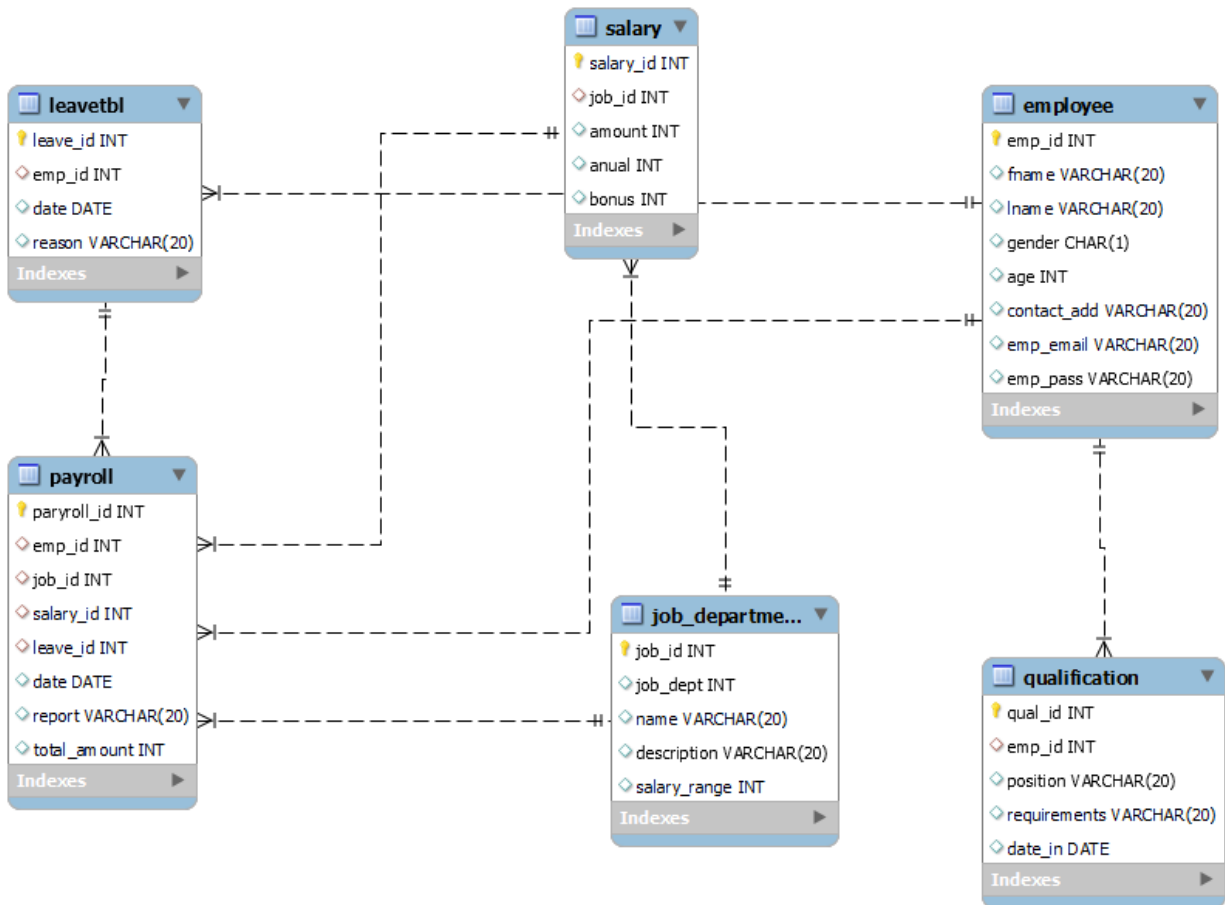 salary
salary_id INT
job_id INT
amount INT
anual INT
bonus INT
Indexes
leavetbl
leave_id INT
emp_id INT
date DATE
reason VARCHAR(20)
Indexes
employee
emp_id INT
fname VARCHAR(20)
lname VARCHAR(20)
gender CHAR(1)
age INT
contact_add VARCHAR(20)
emp_email VARCHAR(20)
emp_pass VARCHAR(20)
Indexes
payroll
paryroll_id INT
emp_id INT
job_id INT
salary_id INT
leave_id INT
date DATE
report VARCHAR(20)
total_amount INT
Indexes
job_departme...
job_id INT
job_dept INT
name VARCHAR(20)
description VARCHAR(20)
salary_range INT
Indexes
qualification
qual_id INT
emp_id INT
position VARCHAR(20)
requirements VARCHAR(20)
date_in DATE
Indexes